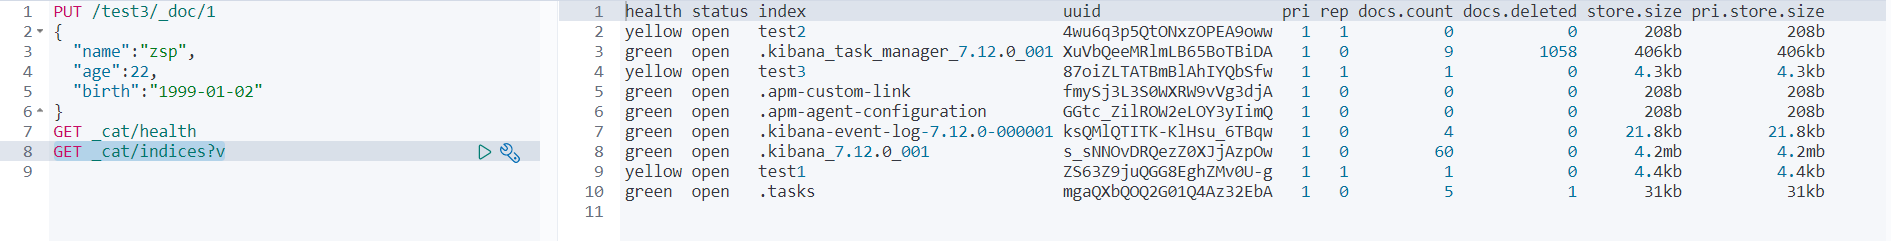 1 PUT /test3/_doc/1
2 {
3 "name":"zsp",
4 "age":22,
5 "birth":"1999-01-02"
6 }
7 GET _cat/health
8 GET _cat/indices?v
9
1 health status index uuid pri rep docs.count docs.deleted store.size pri.store.size
2 yellow open test2 4wu6q3p5QtONxzOPEA9oww 1 1 0 0 208b 208b
3 green open .kibana_task_manager_7.12.0_001 XuVbQeeMRlmLB65BoTBiDA 1 0 9 1058 406kb 406kb
4 yellow open test3 87oiZLTATBmBlAhIYQbSfw 1 1 1 0 4.3kb 4.3kb
5 green open .apm-custom-link fmySj3L3S0WXRW9vVg3djA 1 0 0 0 208b 208b
6 green open .apm-agent-configuration GGtc_ZilROW2eLOY3yIimQ 1 0 0 0 208b 208b
7 green open .kibana-event-log-7.12.0-000001 ksQMlQTITK-KlHsu_6TBqw 1 0 4 0 21.8kb 21.8kb
8 green open .kibana_7.12.0_001 s_sNNOvDRQezZ0XJjAzpOw 1 0 60 0 4.2mb 4.2mb
9 yellow open test1 ZS63Z9juQGG8EghZMv0U-g 1 1 1 0 4.4kb 4.4kb
10 green open .tasks mgaQXbQOQ2G01Q4Az32EbA 1 0 5 1 31kb 31kb
11